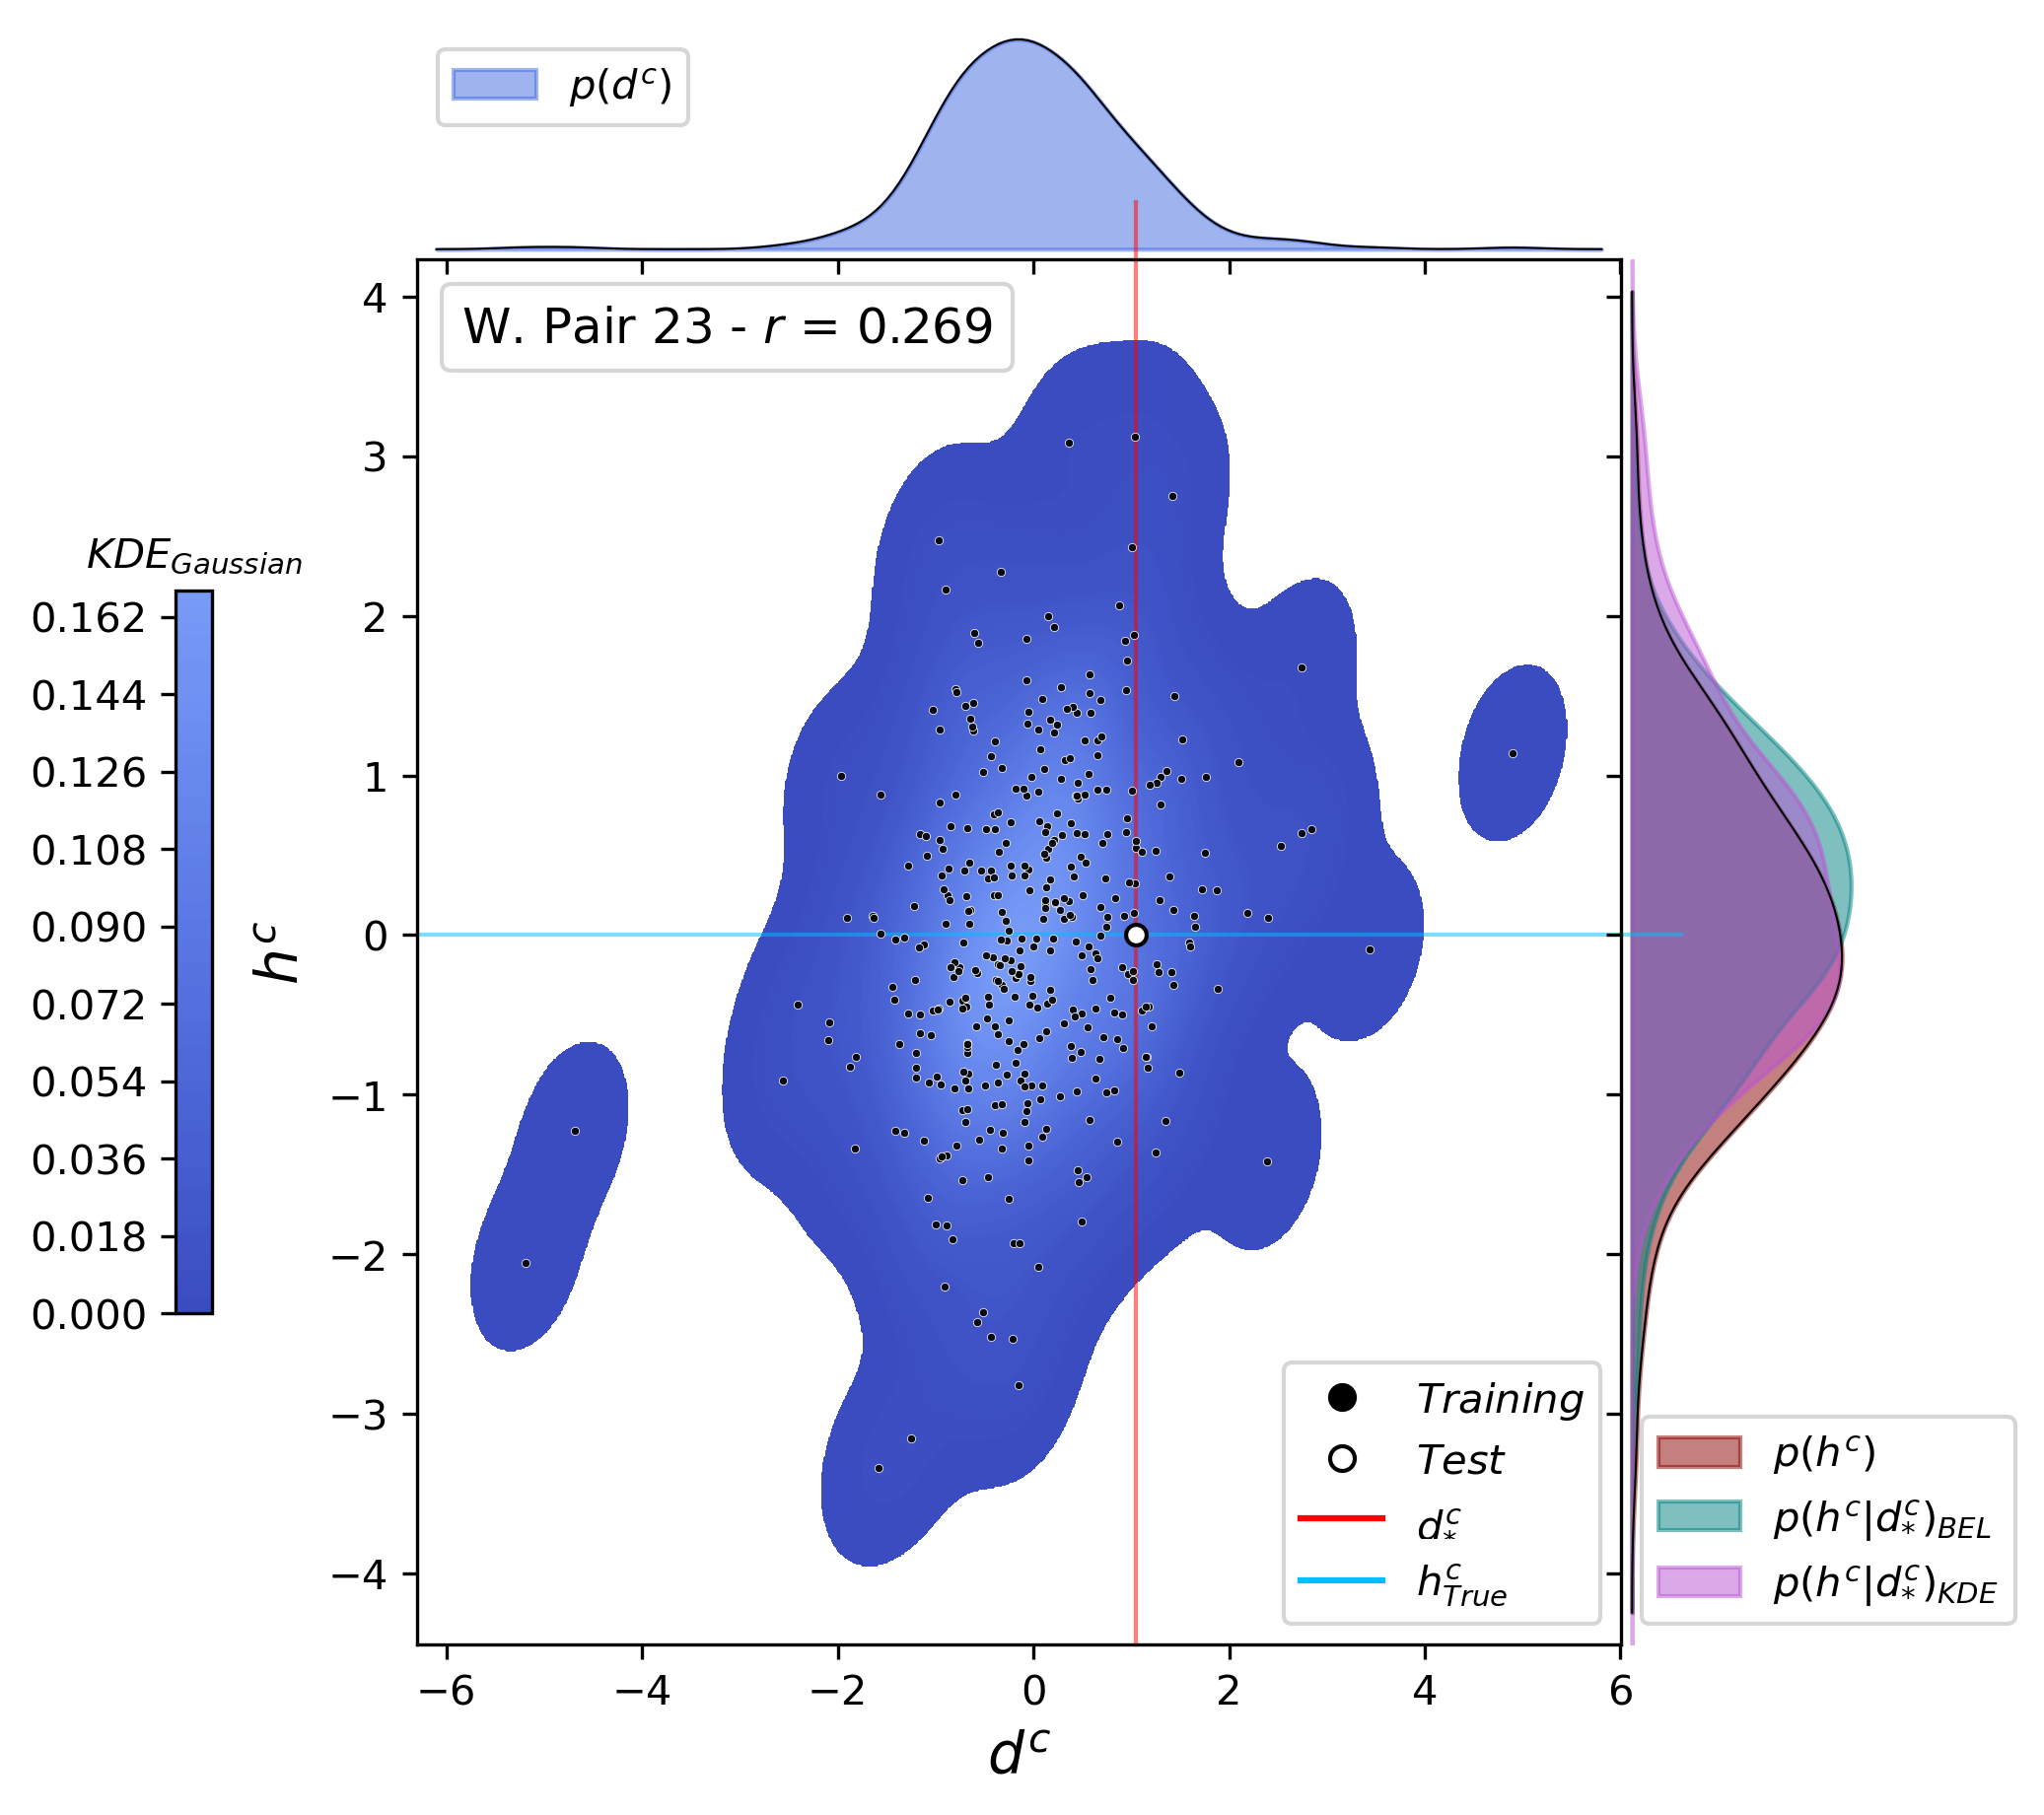 p(d^c)
W. Pair 23 - r = 0.269
4
3
2
1
0
−1
−2
−3
−4
h^c
KDE_Gaussian
0.162
0.144
0.126
0.108
0.090
0.072
0.054
0.036
0.018
0.000
Training
Test
d^c_*
h^c_True
p(h^c)
p(h^c|d^c_*)_BEL
p(h^c|d^c_*)_KDE
−6 −4 −2 0 2 4 6
d^c